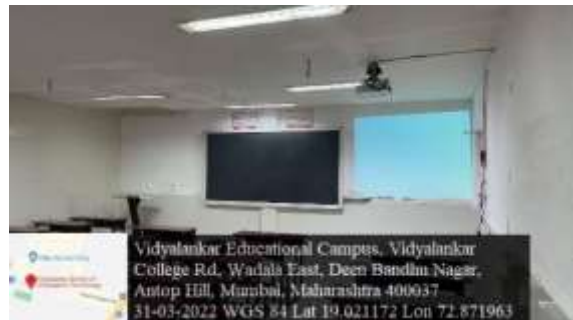 Vidyalankar Educational Campus, Vidyalankar
College Rd, Wadala East, Deen Bandhu Nagar,
Antop Hill, Mumbai, Maharashtra 400037
31-03-2022 WGS 84 Lat 19.021172 Lon 72.871963